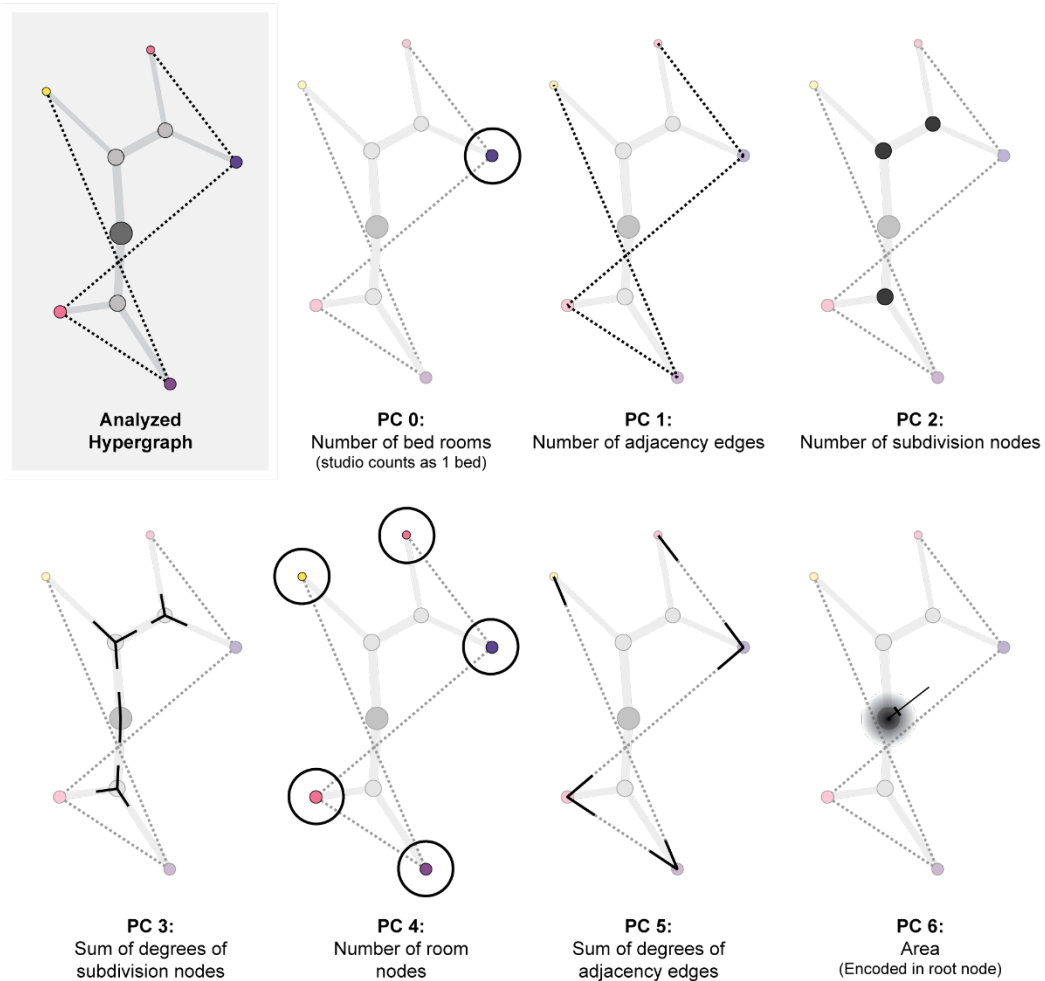 Analyzed
Hypergraph
PC 0:
Number of bed rooms
(studio counts as 1 bed)
PC 1:
Number of adjacency edges
PC 2:
Number of subdivision nodes
PC 3:
Sum of degrees of
subdivision nodes
PC 4:
Number of room
nodes
PC 5:
Sum of degrees of
adjacency edges
PC 6:
Area
(Encoded in root node)